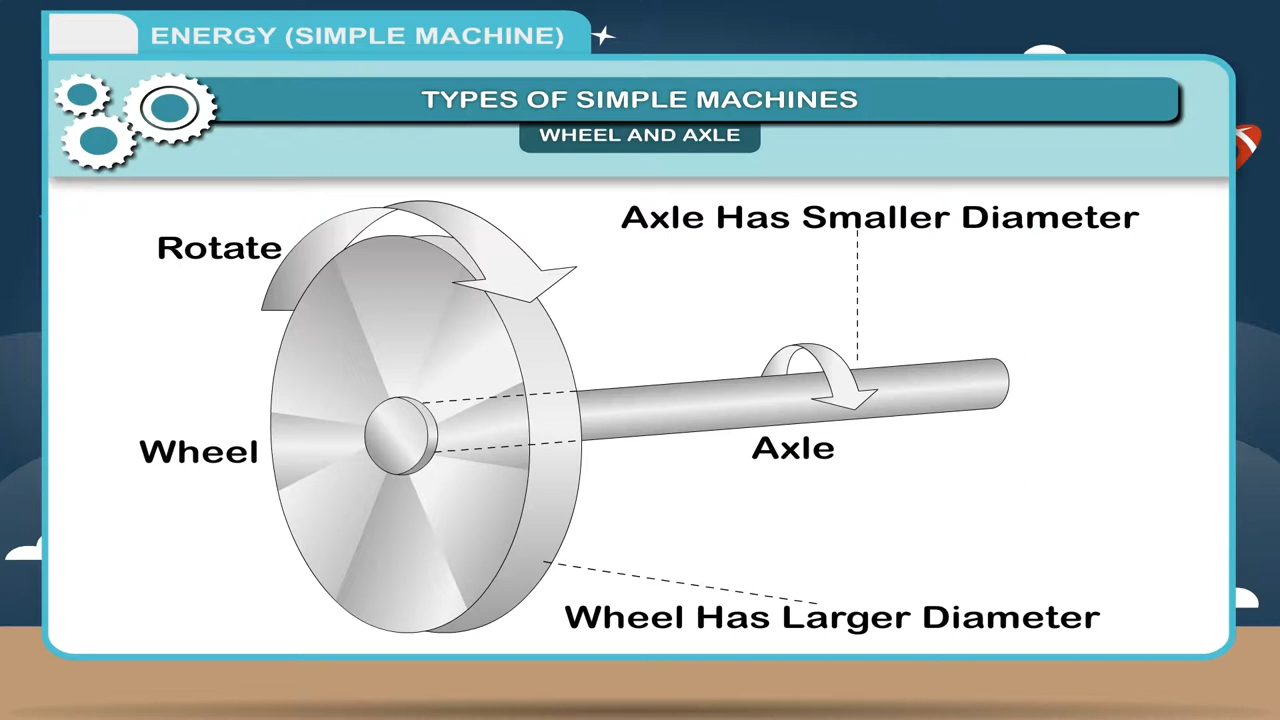 ENERGY (SIMPLE MACHINE)
TYPES OF SIMPLE MACHINES
WHEEL AND AXLE
Axle Has Smaller Diameter
Rotate
Axle
Wheel
Wheel Has Larger Diameter